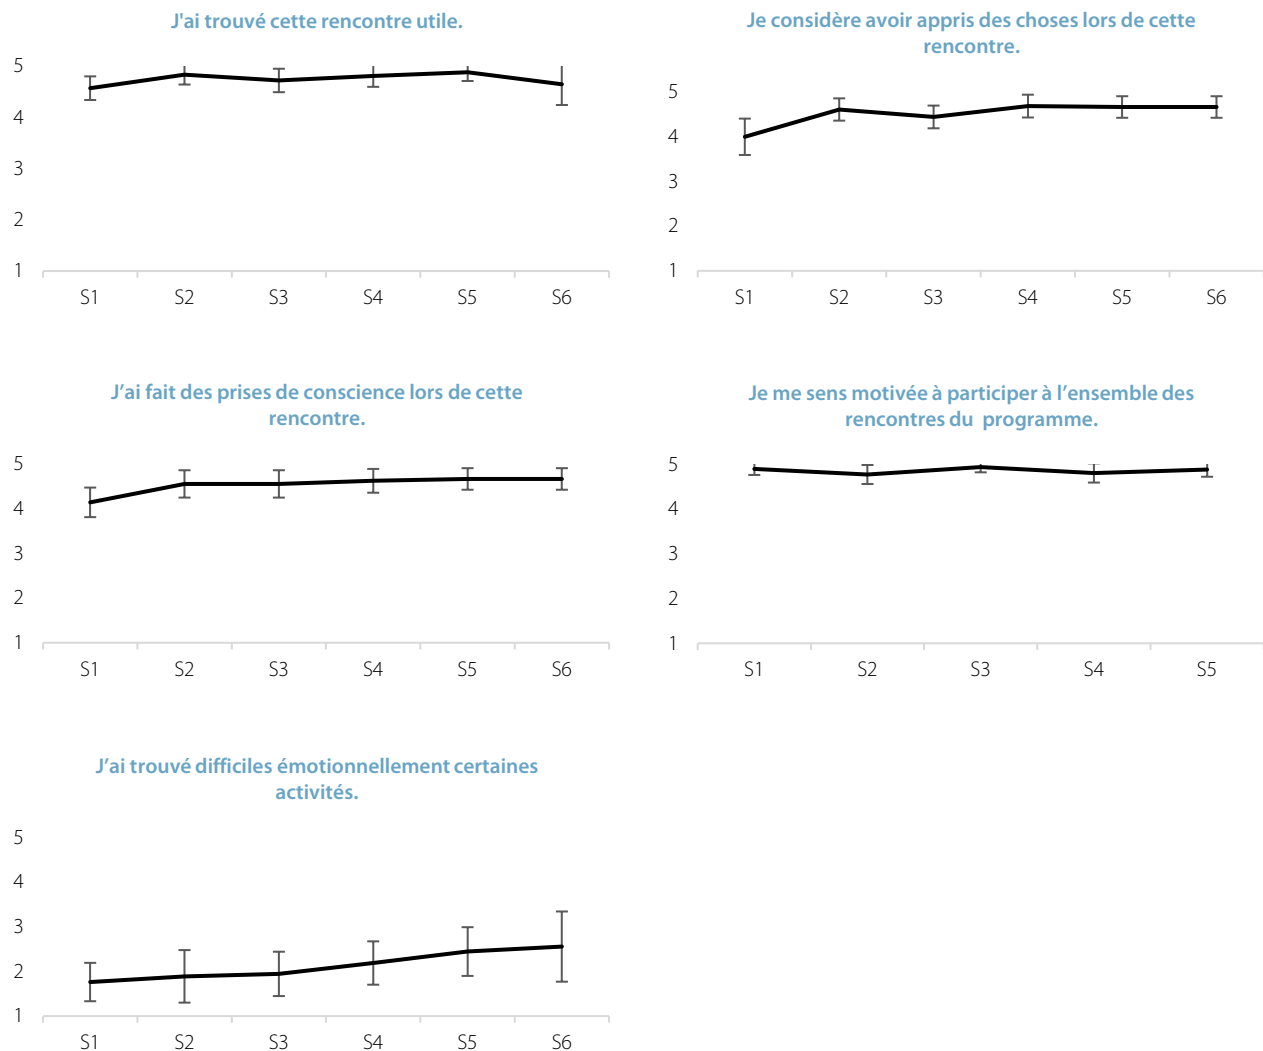 J'ai trouvé cette rencontre utile.
5
4
3
2
1
S1 S2 S3 S4 S5 S6
Je considère avoir appris des choses lors de cette
rencontre.
5
4
3
2
1
S1 S2 S3 S4 S5 S6
J’ai fait des prises de conscience lors de cette
rencontre.
5
4
3
2
1
S1 S2 S3 S4 S5 S6
Je me sens motivée à participer à l’ensemble des
rencontres du programme.
5
4
3
2
1
S1 S2 S3 S4 S5
J’ai trouvé difficiles émotionnellement certaines
activités.
5
4
3
2
1
S1 S2 S3 S4 S5 S6